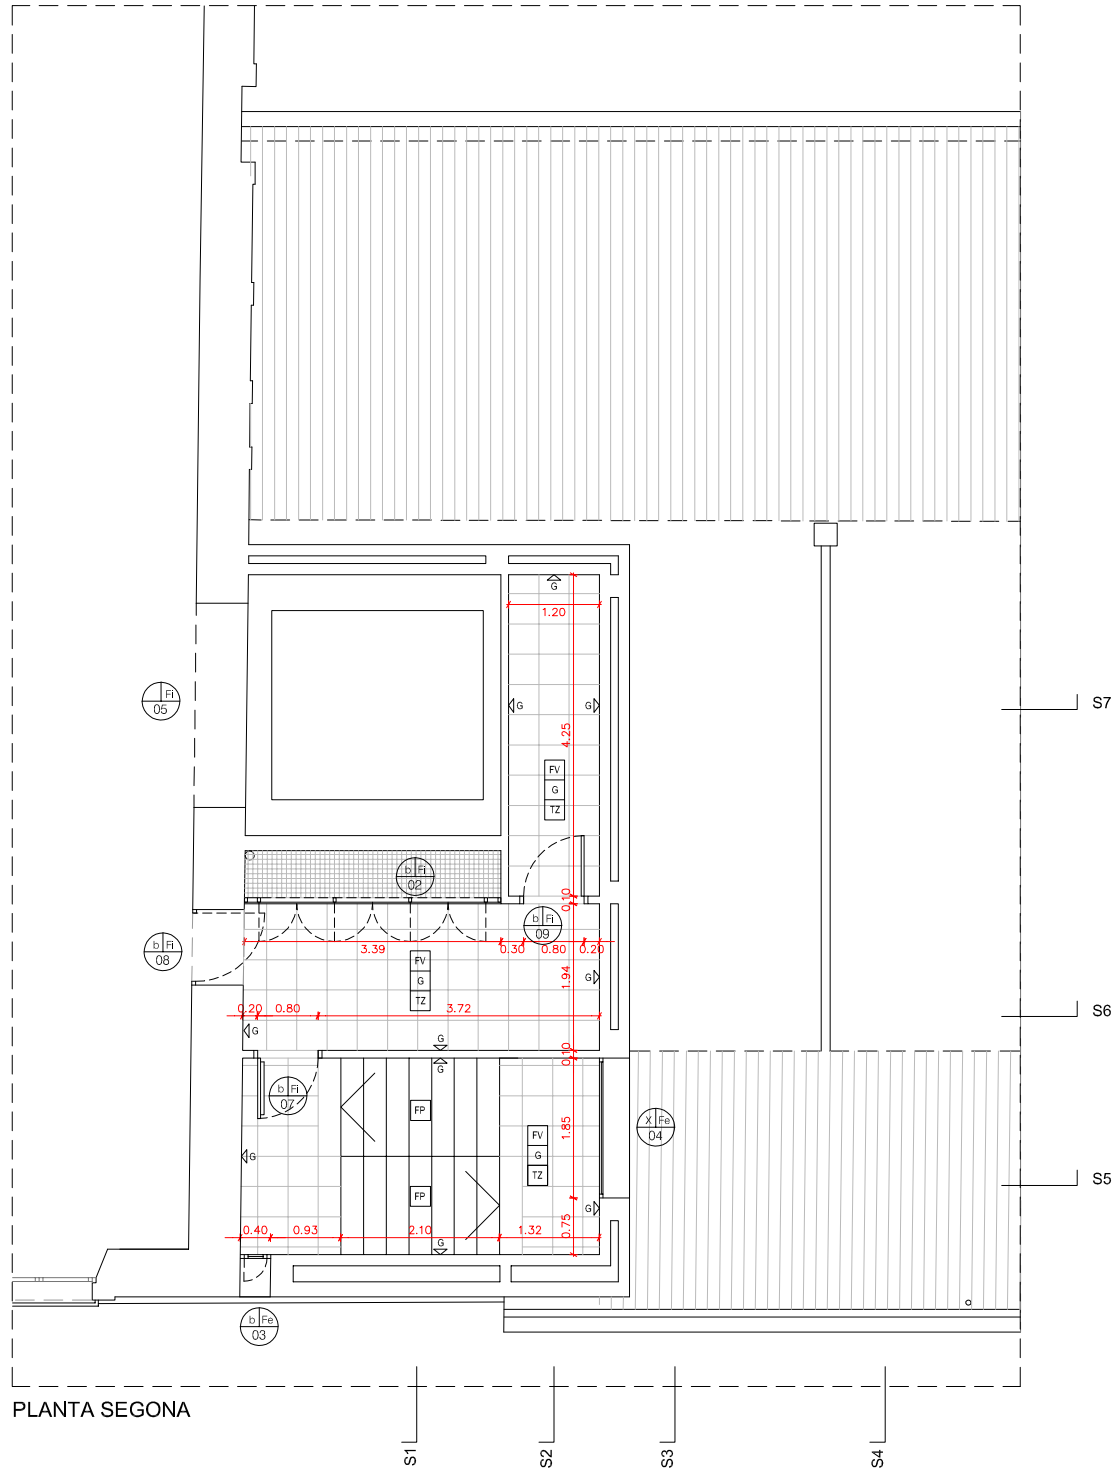 G
1.20
Fi
05
S7
G
G
4.25
FV
G
TZ
b Fi
02
0.10
b Fi
09
b Fi
08
3.39
0.30
0.80
0.20
FV
G
TZ
1.94
G
0.20
0.80
3.72
S6
G
G
G
0.10
b Fi
07
FP
X Fe
04
1.85
FV
G
TZ
G
S5
FP
G
0.40
0.93
2.10
1.32
0.75
G
b Fe
03
PLANTA SEGONA
S1
S2
S3
S4